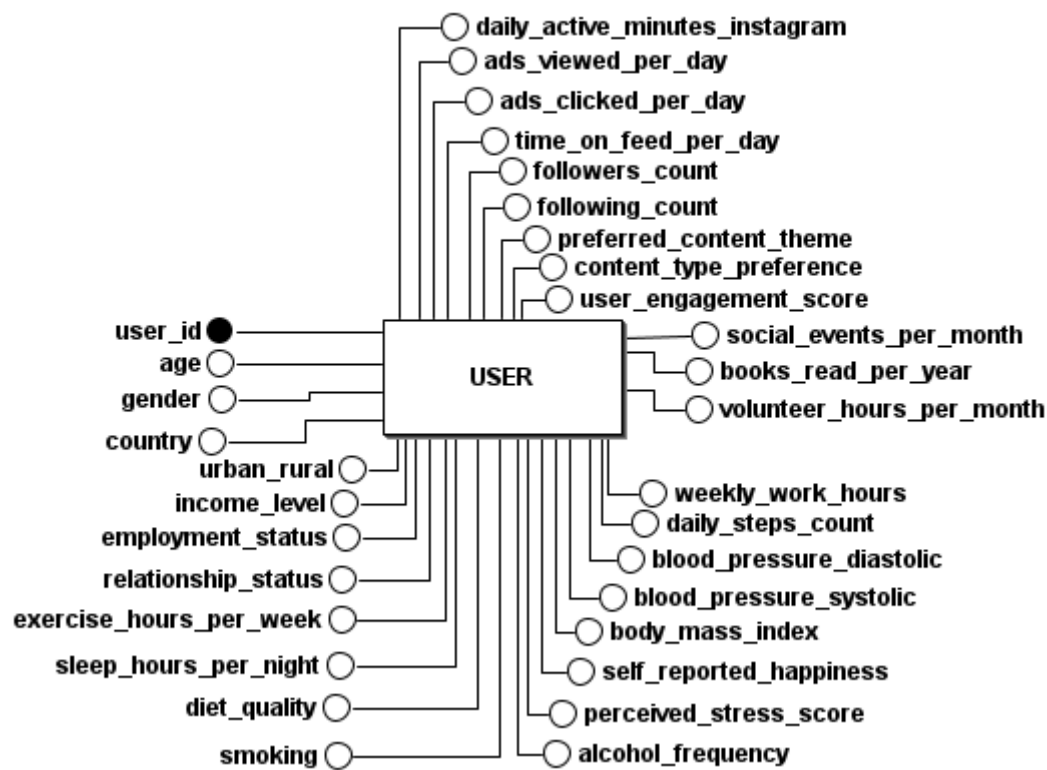 daily_active_minutes_instagram
ads_viewed_per_day
ads_clicked_per_day
time_on_feed_per_day
followers_count
following_count
preferred_content_theme
content_type_preference
user_engagement_score
user_id
age
gender
country
USER
social_events_per_month
books_read_per_year
volunteer_hours_per_month
urban_rural
income_level
employment_status
relationship_status
exercise_hours_per_week
sleep_hours_per_night
diet_quality
smoking
weekly_work_hours
daily_steps_count
blood_pressure_diastolic
blood_pressure_systolic
body_mass_index
self_reported_happiness
perceived_stress_score
alcohol_frequency